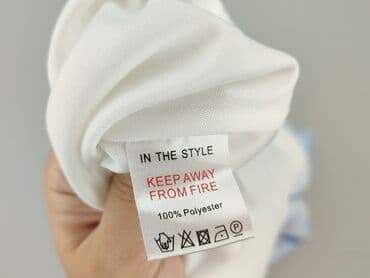 IN THE STYLE
KEEP AWAY
FROM FIRE
100% Polyester